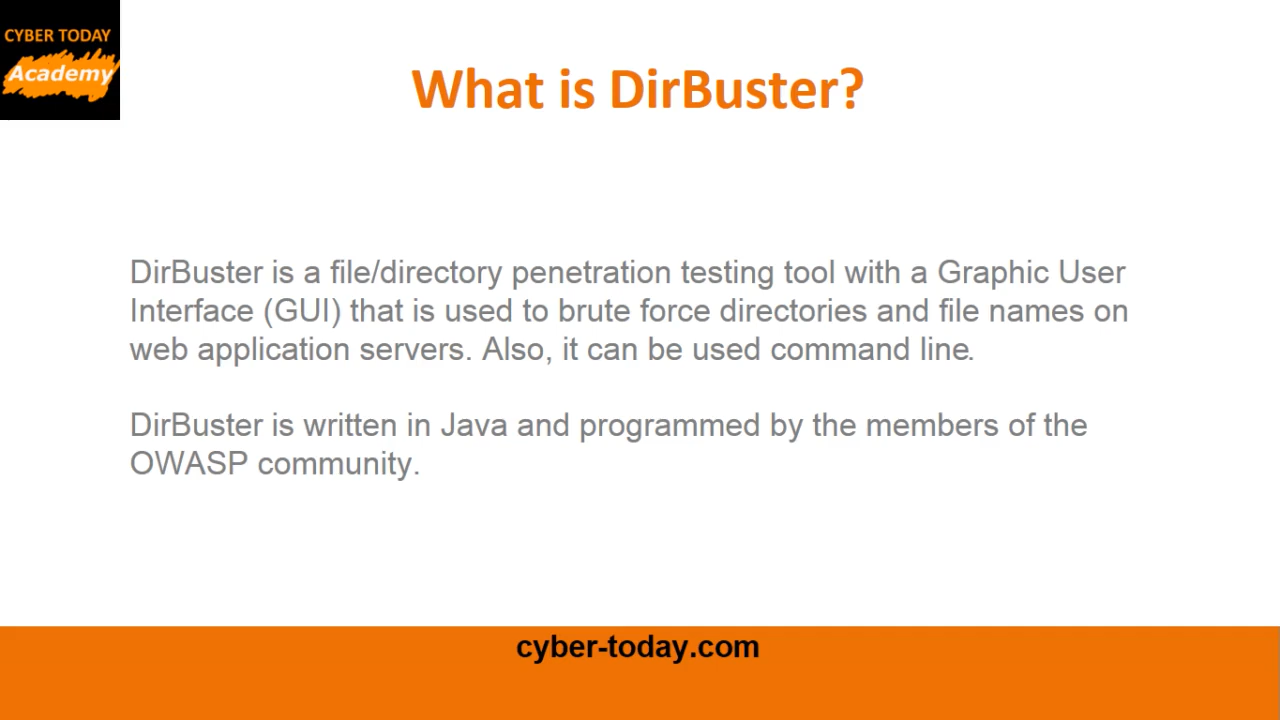 CYBER TODAY
Academy
What is DirBuster?
DirBuster is a file/directory penetration testing tool with a Graphic User
Interface (GUI) that is used to brute force directories and file names on
web application servers. Also, it can be used command line.
DirBuster is written in Java and programmed by the members of the
OWASP community.
cyber-today.com